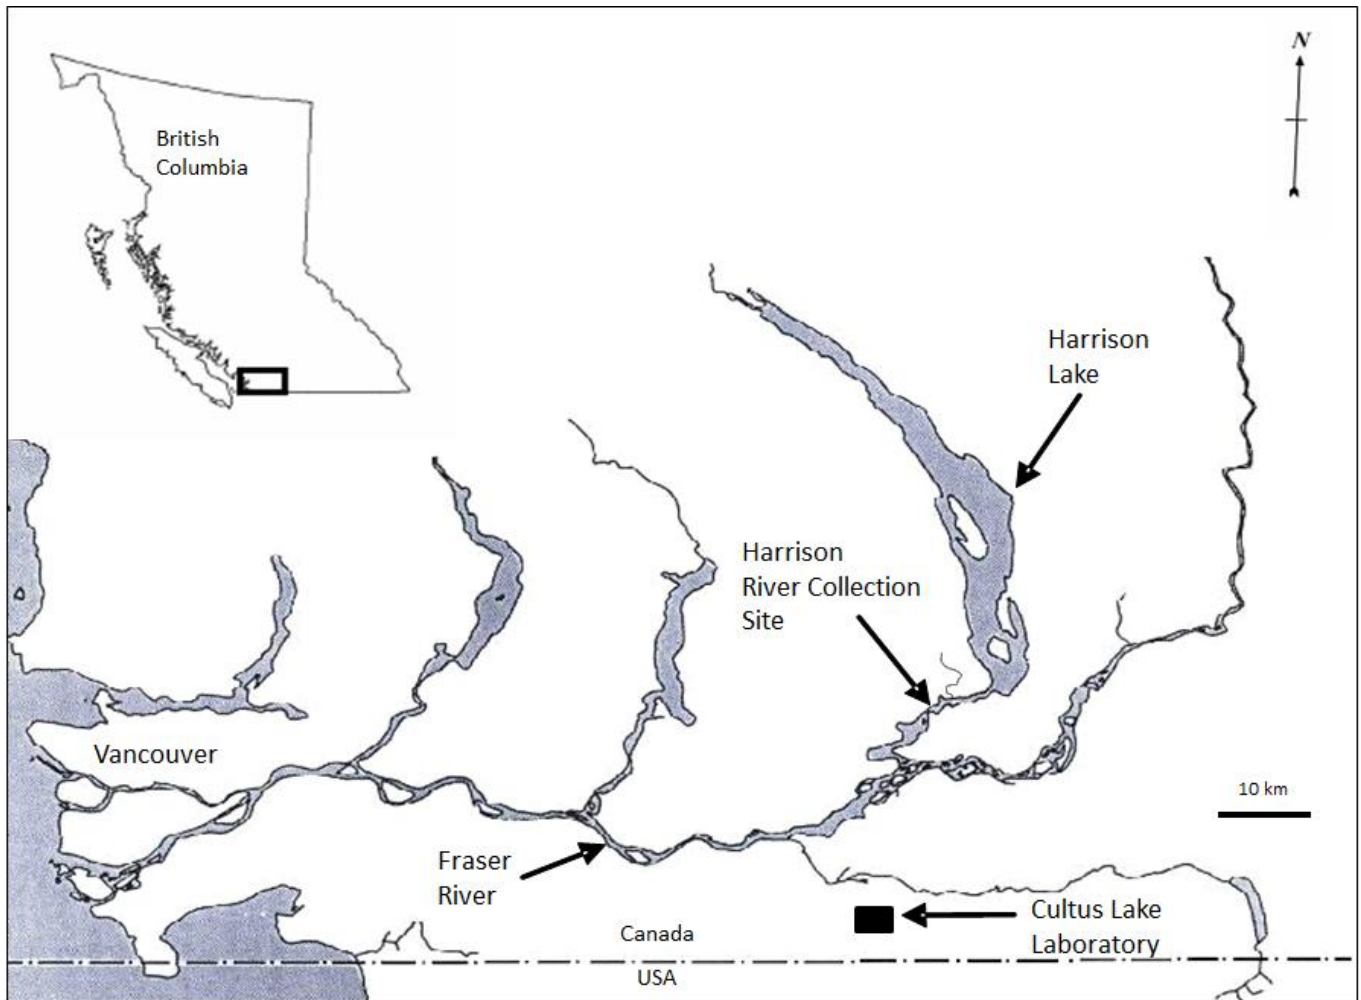 N
British
Columbia
Harrison
Lake
Harrison
River Collection
Site
Vancouver
10 km
Fraser
River
Cultus Lake
Laboratory
Canada
USA